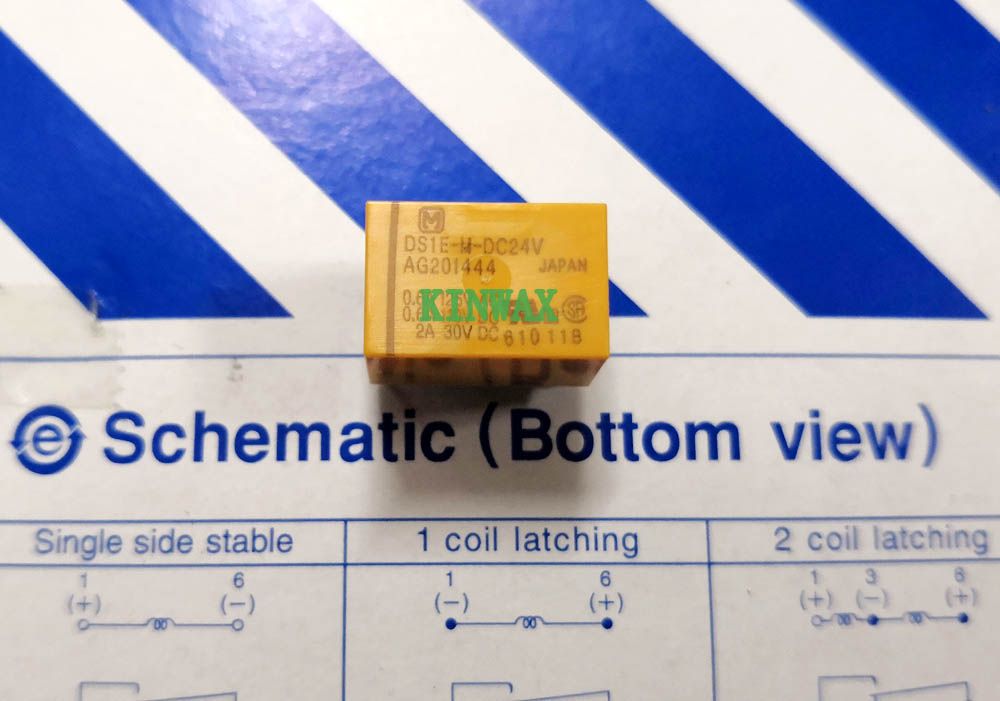 M
DS1E-M-DC24V
AG201444 JAPAN
KINWAX
2A 30V DC 610 11B
e Schematic (Bottom view)
Single side stable 1 coil latching 2 coil latching
1 6 1 6 1 3 6
(+) (−) (−) (+) (+) (−) (+)